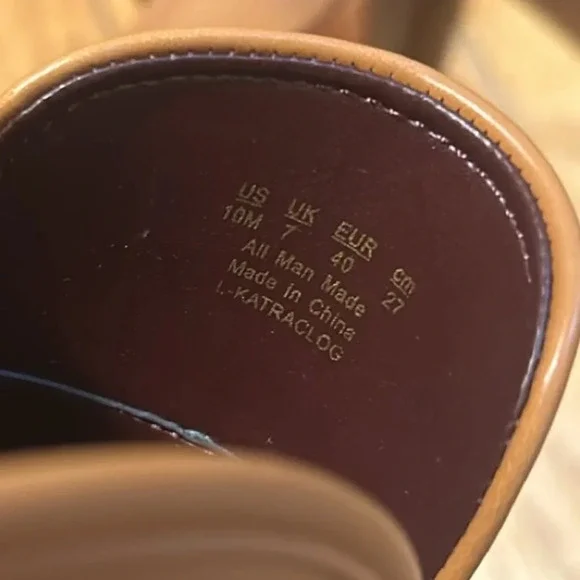 US UK EUR cm
10M 7 40 27
All Man Made
Made in China
L-KATRACLOG